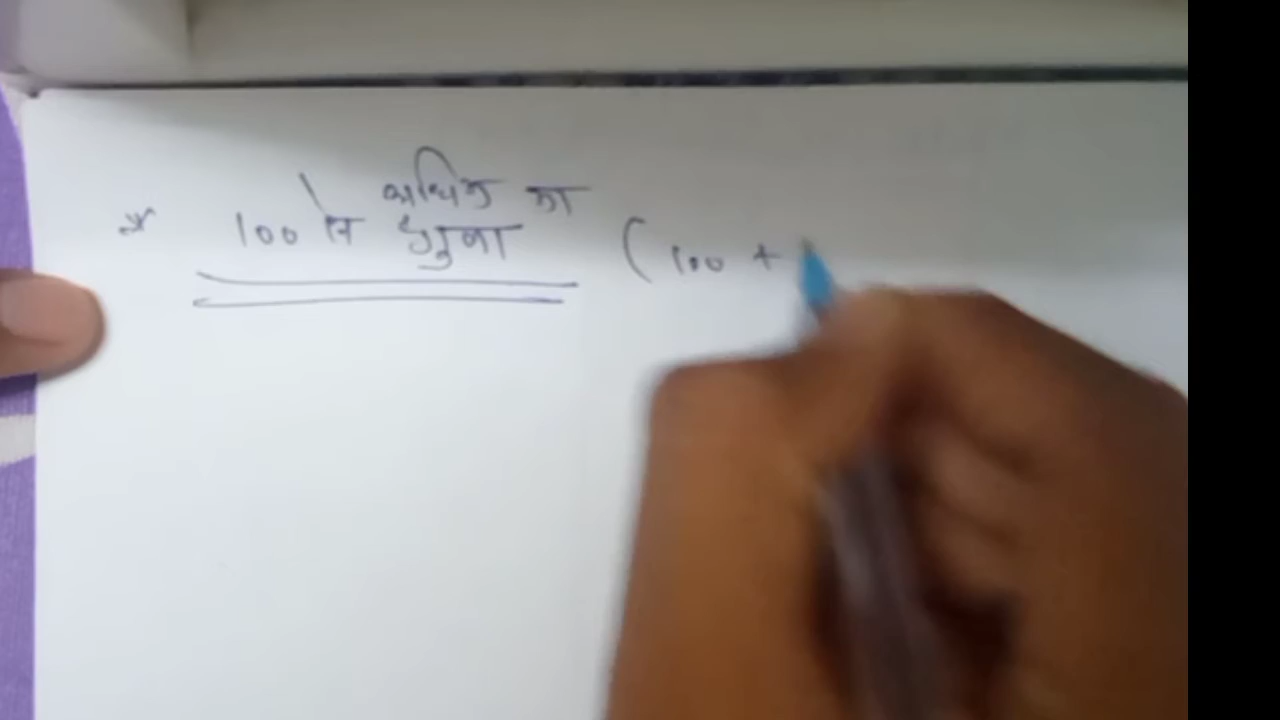 अधिक का
* 100 से गुणा (100 +